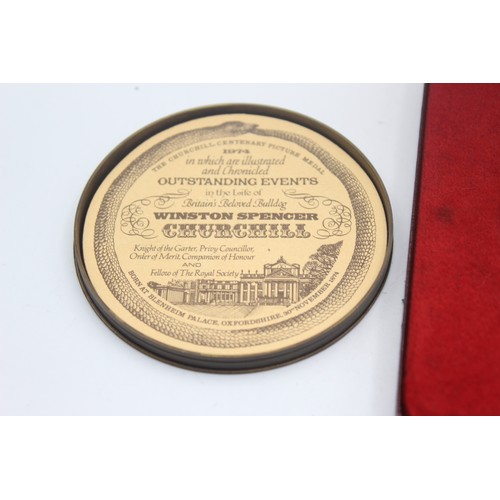 THE CHURCHILL CENTENARY PICTURE MEDAL
1974
in which are illustrated
and Chronicled
OUTSTANDING EVENTS
in the Life of
Britain's Beloved Bulldog
WINSTON SPENCER
CHURCHILL
Knight of the Garter, Privy Councillor,
Order of Merit, Companion of Honour
AND
Fellow of The Royal Society
BORN AT BLENHEIM PALACE, OXFORDSHIRE, 30TH NOVEMBER 1874